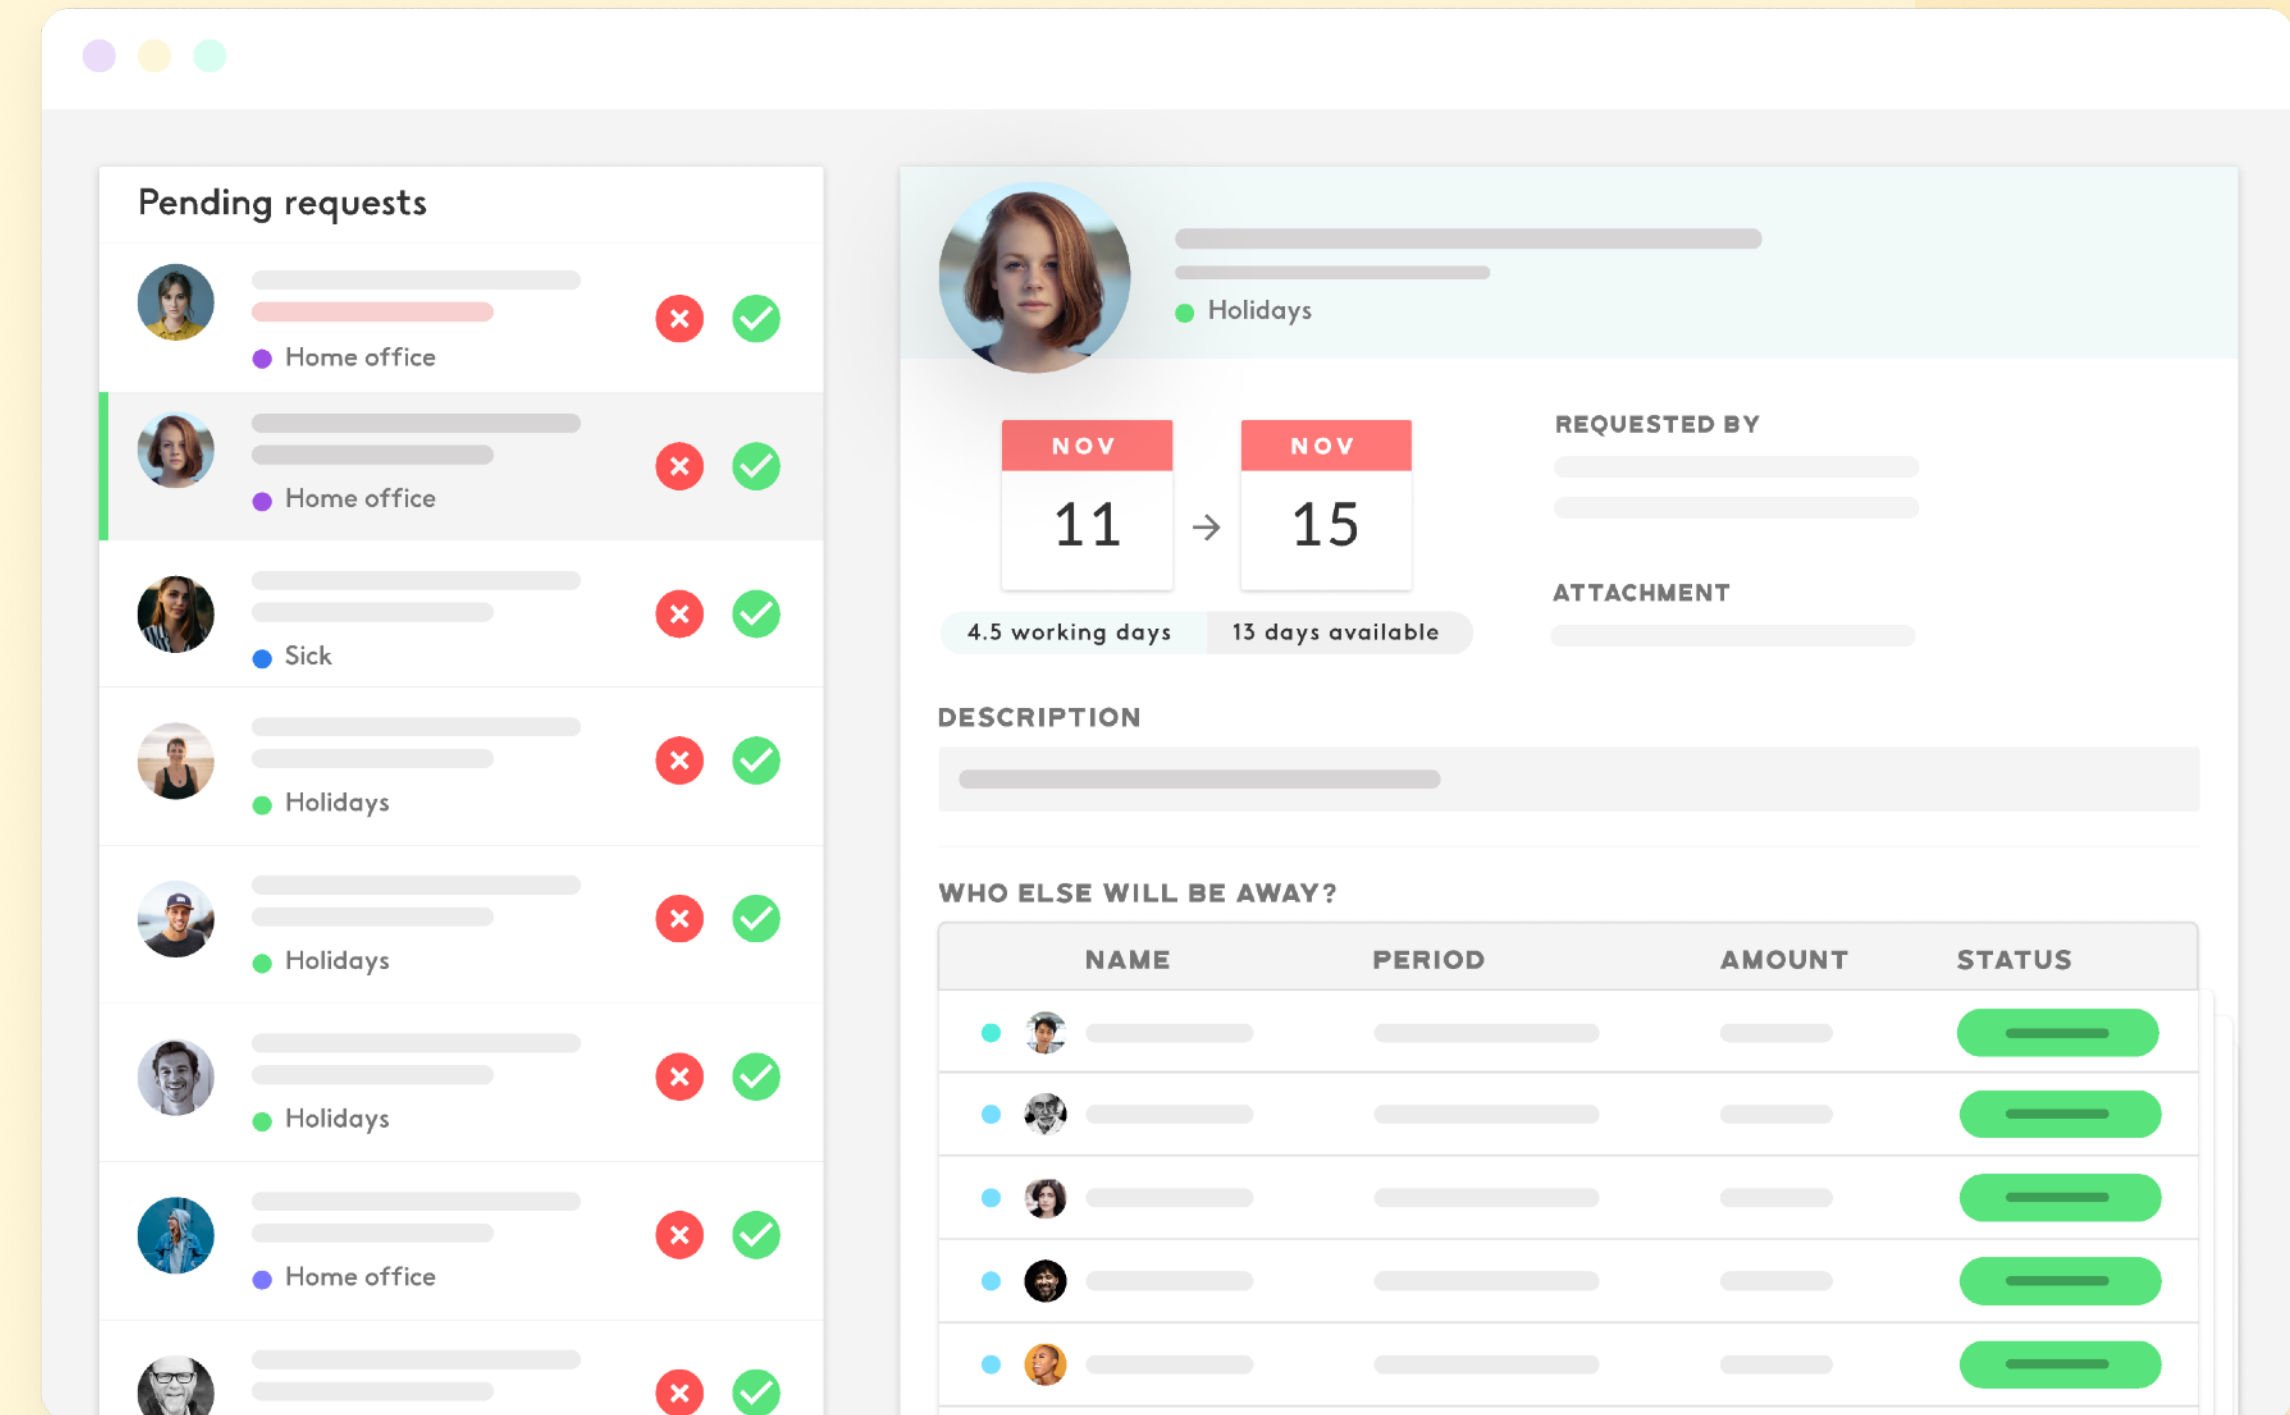 Pending requests
Home office
Home office
Sick
Holidays
Holidays
Holidays
Home office
Holidays
NOV
NOV
11
15
4.5 working days
13 days available
REQUESTED BY
ATTACHMENT
DESCRIPTION
WHO ELSE WILL BE AWAY?
NAME PERIOD AMOUNT STATUS